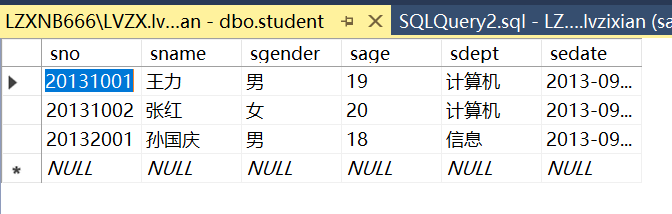 LZXNB666\LVZX.lv...an - dbo.student SQLQuery2.sql - LZ....lvzixian (sa
sno sname sgender sage sdept sedate
20131001 王力 男 19 计算机 2013-09...
20131002 张红 女 20 计算机 2013-09...
20132001 孙国庆 男 18 信息 2013-09...
NULL NULL NULL NULL NULL NULL